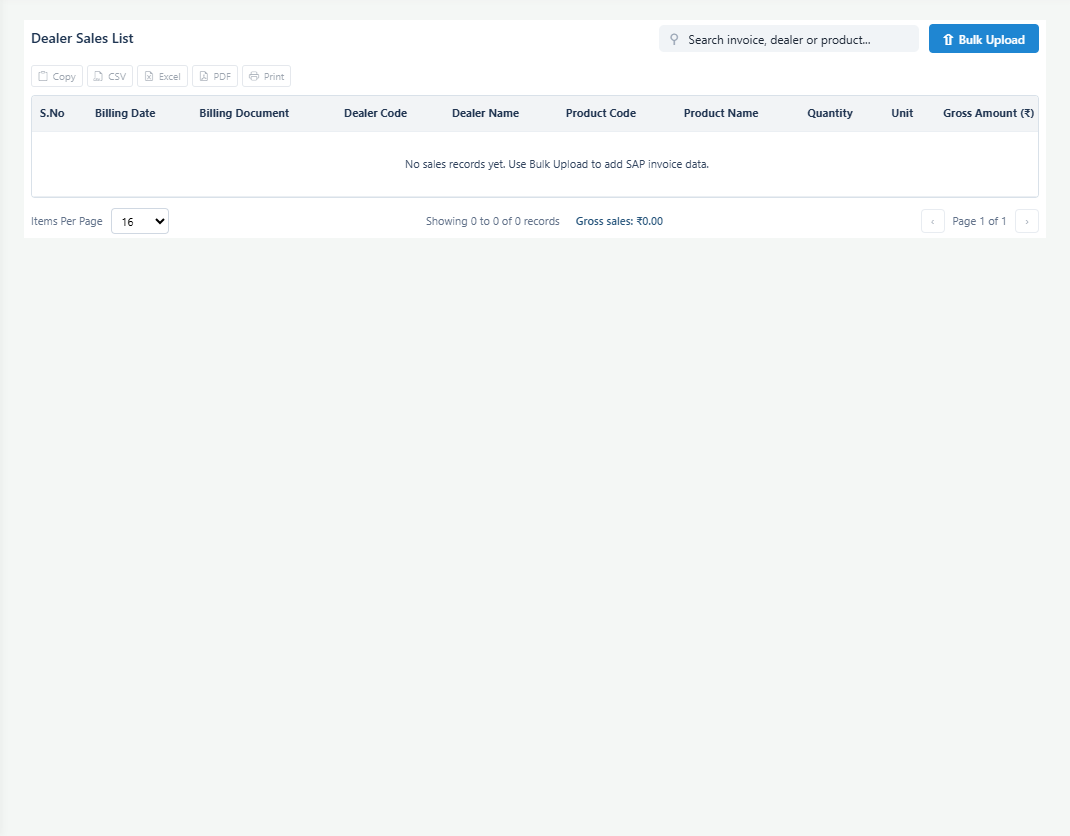 Dealer Sales List
Search invoice, dealer or product...
Bulk Upload
Copy CSV Excel PDF Print
S.No Billing Date Billing Document Dealer Code Dealer Name Product Code Product Name Quantity Unit Gross Amount (₹)
No sales records yet. Use Bulk Upload to add SAP invoice data.
Items Per Page 16 Showing 0 to 0 of 0 records Gross sales: ₹0.00 ‹ Page 1 of 1 ›